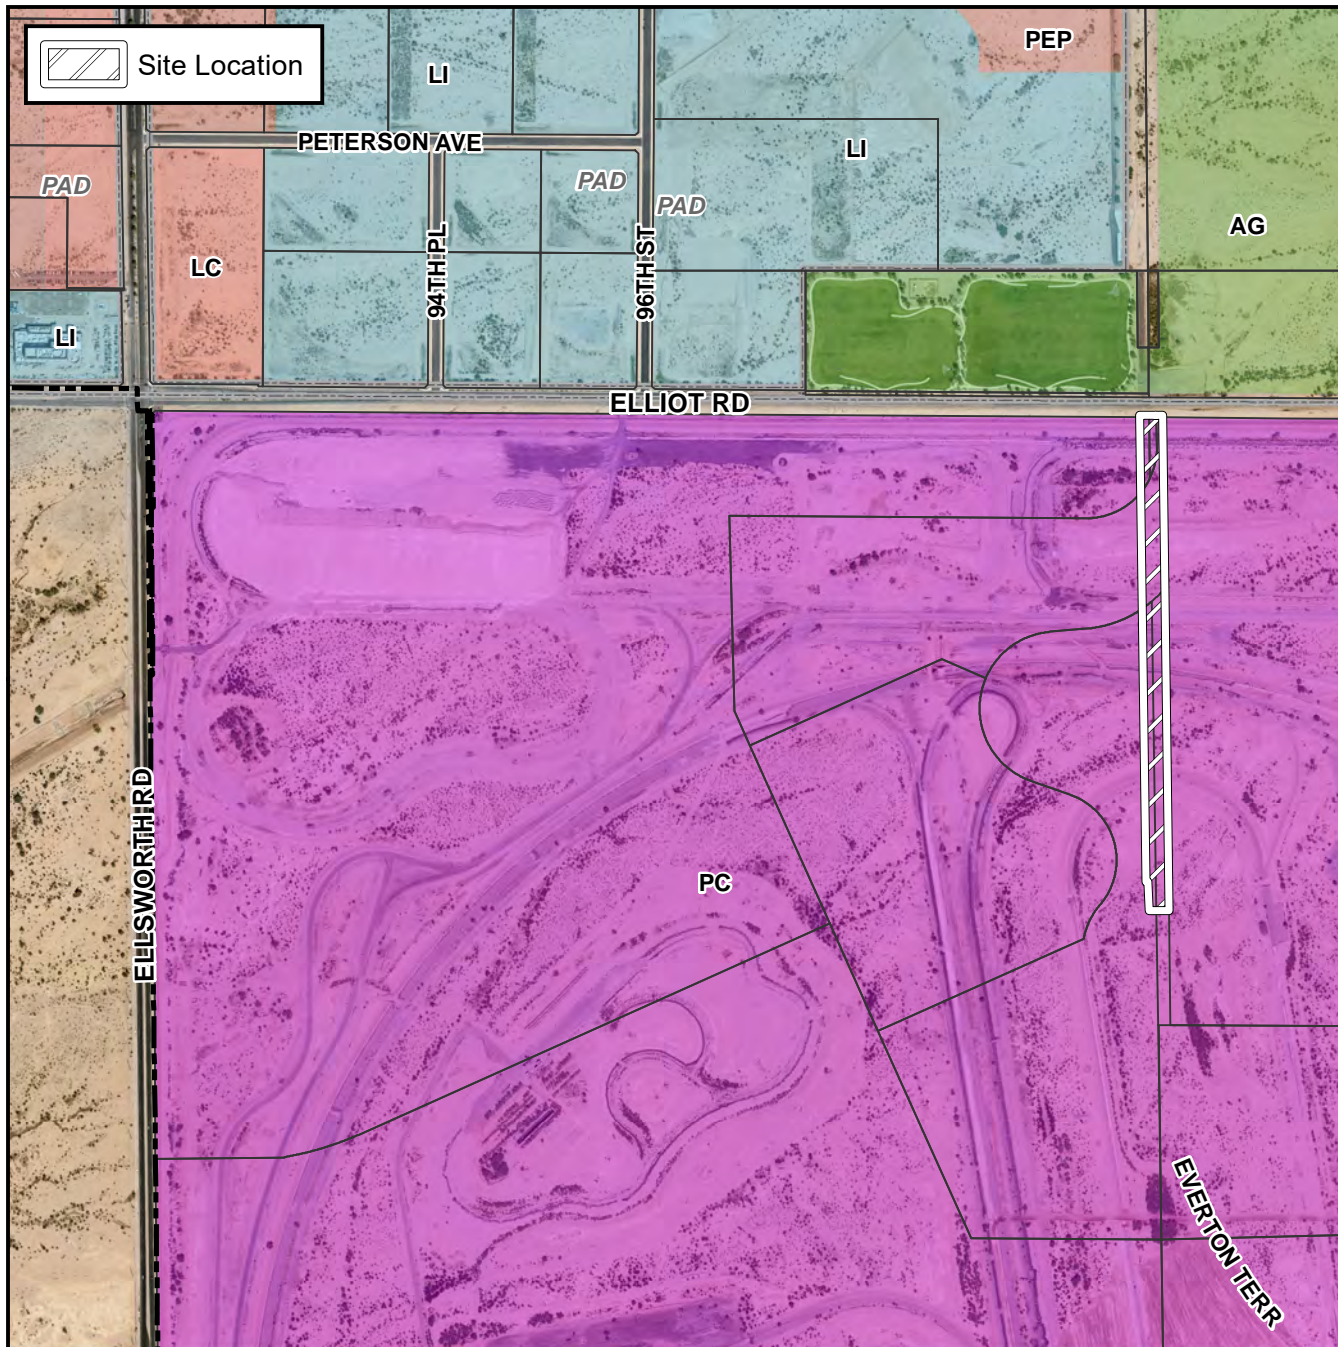 Site Location
PEP
LI
PETERSON AVE
LI
PAD
PAD
PAD
AG
LC
94TH PL
96TH ST
LI
ELLIOT RD
ELLSWORTH RD
PC
EVERTON TERR